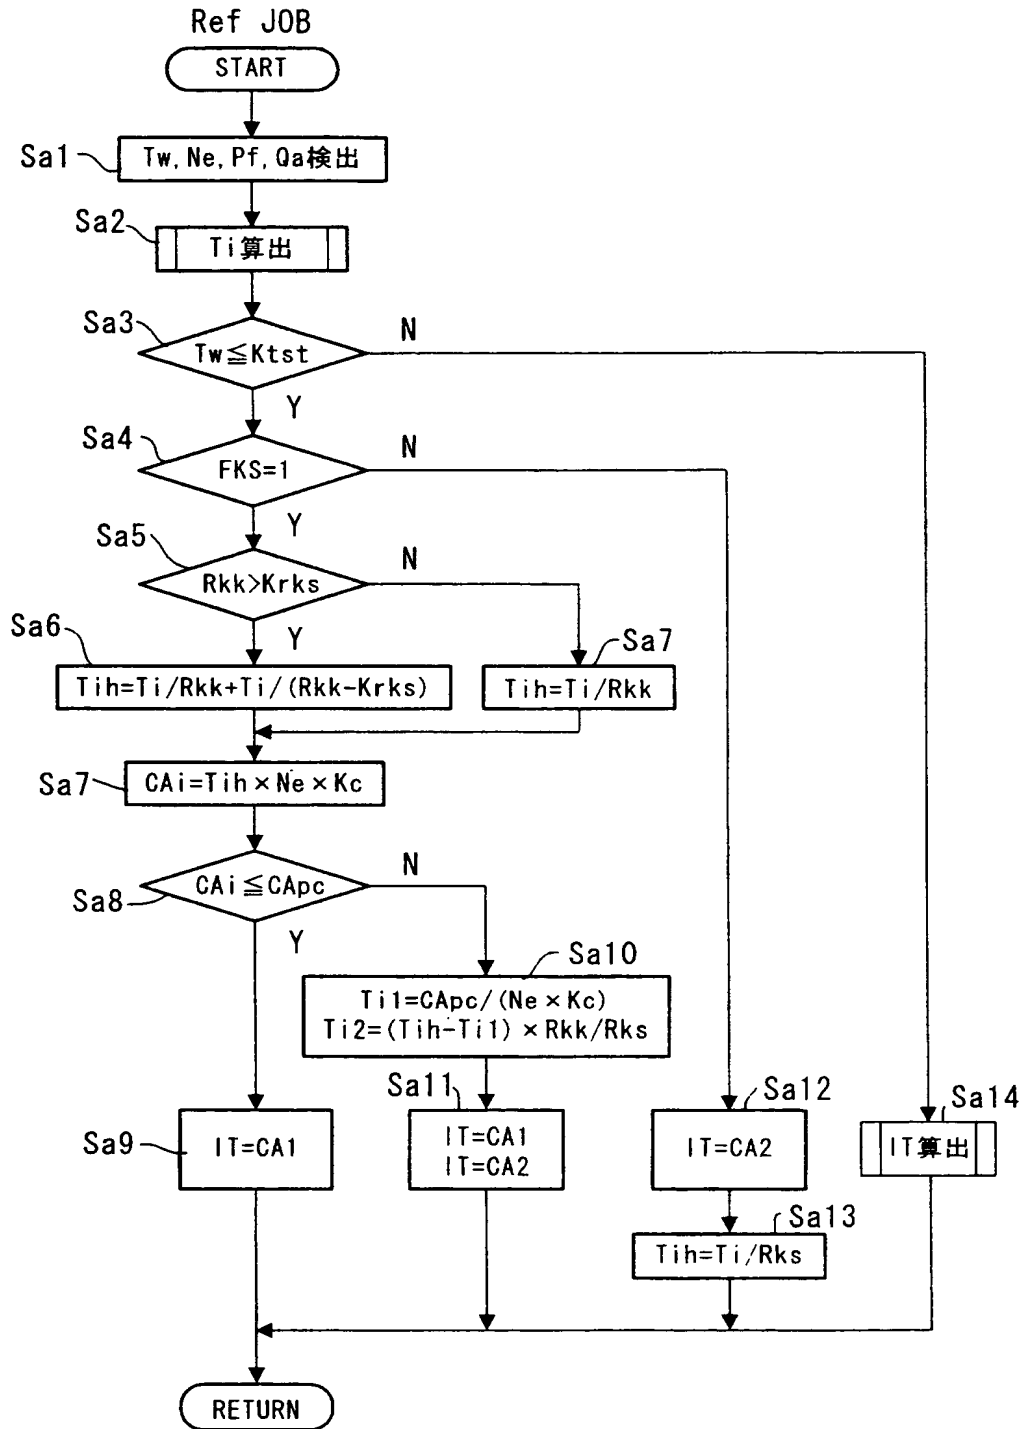 Ref JOB
START
Sa1
Tw, Ne, Pf, Qa検出
Sa2
Ti算出
Sa3
Tw≦Ktst
N
Y
Sa4
FKS=1
N
Y
Sa5
Rkk>Krks
N
Y
Sa6
Tih=Ti/Rkk+Ti/(Rkk-Krks)
Sa7
Tih=Ti/Rkk
Sa7
CAi=Tih×Ne×Kc
Sa8
CAi≦CApc
N
Y
Sa10
Ti1=CApc/(Ne×Kc)
Ti2=(Tih-Ti1)×Rkk/Rks
Sa9
IT=CA1
Sa11
IT=CA1
IT=CA2
Sa12
IT=CA2
Sa14
IT算出
Sa13
Tih=Ti/Rks
RETURN